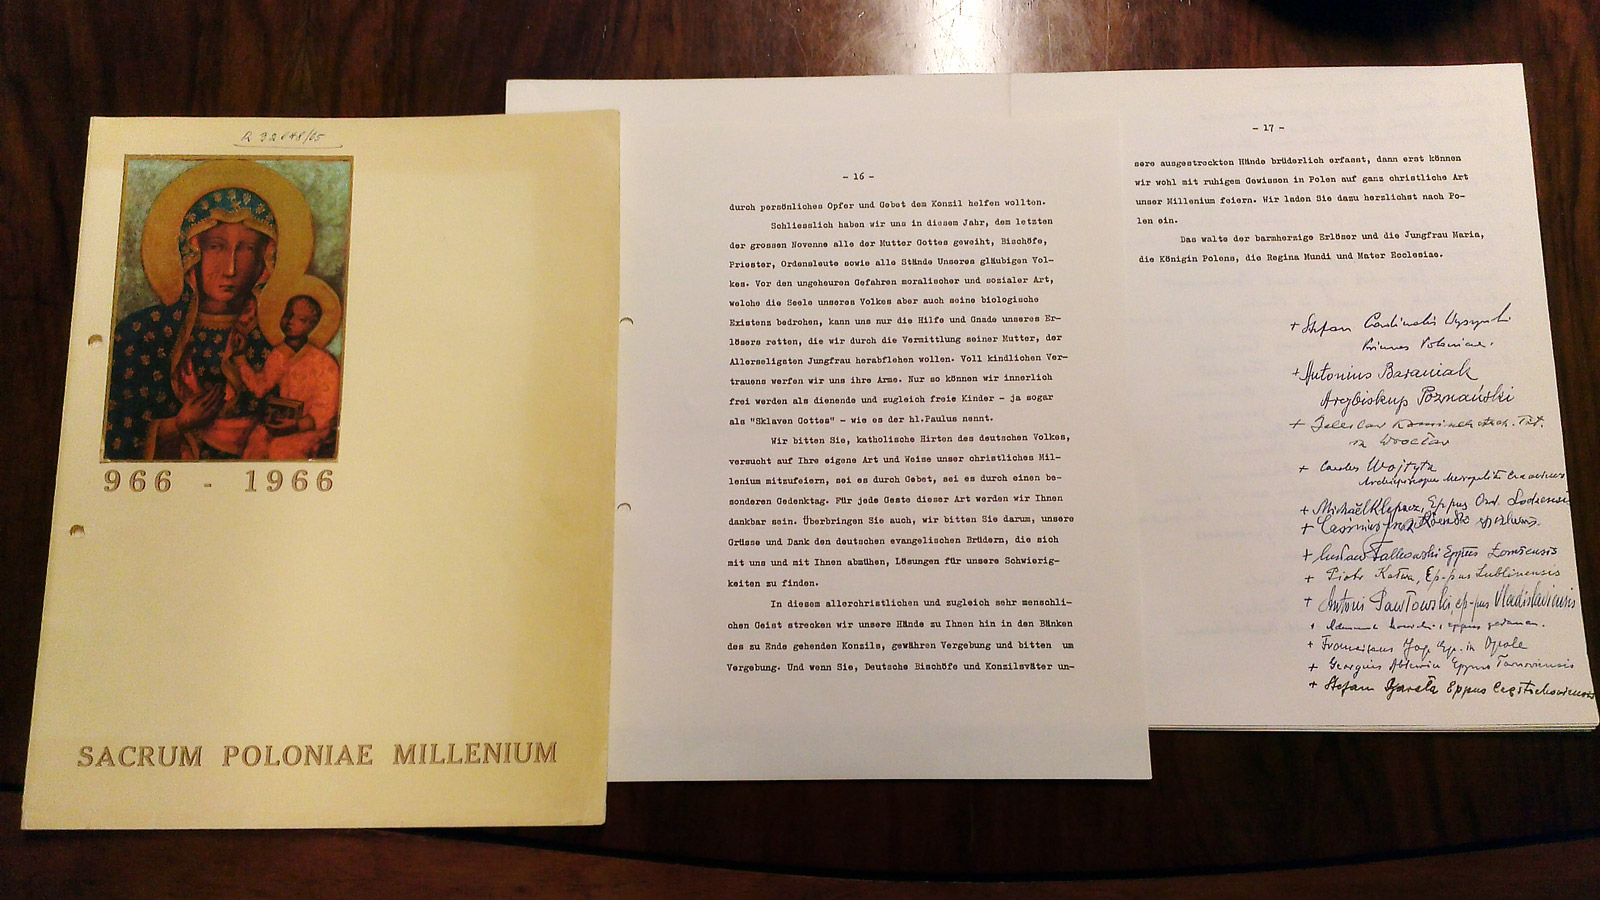 966 - 1966
SACRUM POLONIAE MILLENIUM
- 16 -
durch persönliches Opfer und Gebet dem Konzil helfen wollten.
Schliesslich haben wir uns in diesem Jahr, dem letzten
der grossen Novenne alle der Mutter Gottes geweiht, Bischöfe,
Priester, Ordensleute sowie alle Stände Unseres gläubigen Vol-
kes. Vor den ungeheuren Gefahren moralischer und sozialer Art,
welche die Seele unseres Volkes aber auch seine biologische
Existenz bedrohen, kann uns nur die Hilfe und Gnade unseres Er-
lösers retten, die wir durch die Vermittlung seiner Mutter, der
Allerseligsten Jungfrau herabflehen wollen. Voll kindlichen Ver-
trauens werfen wir uns ihre Arme. Nur so können wir innerlich
frei werden als dienende und zugleich freie Kinder - ja sogar
als "Sklaven Gottes" - wie es der hl.Paulus nennt.
Wir bitten Sie, katholische Hirten des deutschen Volkes,
versucht auf Ihre eigene Art und Weise unser christliches Mil-
lenium mitzufeiern, sei es durch Gebet, sei es durch einen be-
sonderen Gedenktag. Für jede Geste dieser Art werden wir Ihnen
dankbar sein. Überbringen Sie auch, wir bitten Sie darum, unsere
Grüsse und Dank den deutschen evangelischen Brüdern, die sich
mit uns und mit Ihnen abmühen, Lösungen für unsere Schwierig-
keiten zu finden.
In diesem allerchristlichen und zugleich sehr menschli-
chen Geist strecken wir unsere Hände zu Ihnen hin in den Bänken
des zu Ende gehenden Konzils, gewähren Vergebung und bitten um
Vergebung. Und wenn Sie, Deutsche Bischöfe und Konzilsväter un-
- 17 -
sere ausgestreckten Hände brüderlich erfasst, dann erst können
wir wohl mit ruhigem Gewissen in Polen auf ganz christliche Art
unser Millenium feiern. Wir laden Sie dazu herzlichst nach Po-
len ein.
Das walte der barmherzige Erlöser und die Jungfrau Maria,
die Königin Polens, die Regina Mundi und Mater Ecclesiae.
+ Stefan Cardinalis Wyszyński
Primas Poloniae.
+ Antonius Baraniak
Arcybiskup Poznański
+ Boleslaw
in Wrocław
+ Wojtyła
Archiepiscopus Metropolita Cracoviensis
+ Michaël Klepacz, Eppus Ord. Lodzensis
+
+ Falkowski Eppus Łomżensis
+ Piotr Kałwa, Ep-pus Lublinensis
+ Antoni Pawłowski, ep-pus Vladislaviensis
+
+ Franciscus Jop Ep. in Opole
+ Georgius Ablewicz Eppus Tarnoviensis
+ Stefan Bareła Eppus Częstochoviensis